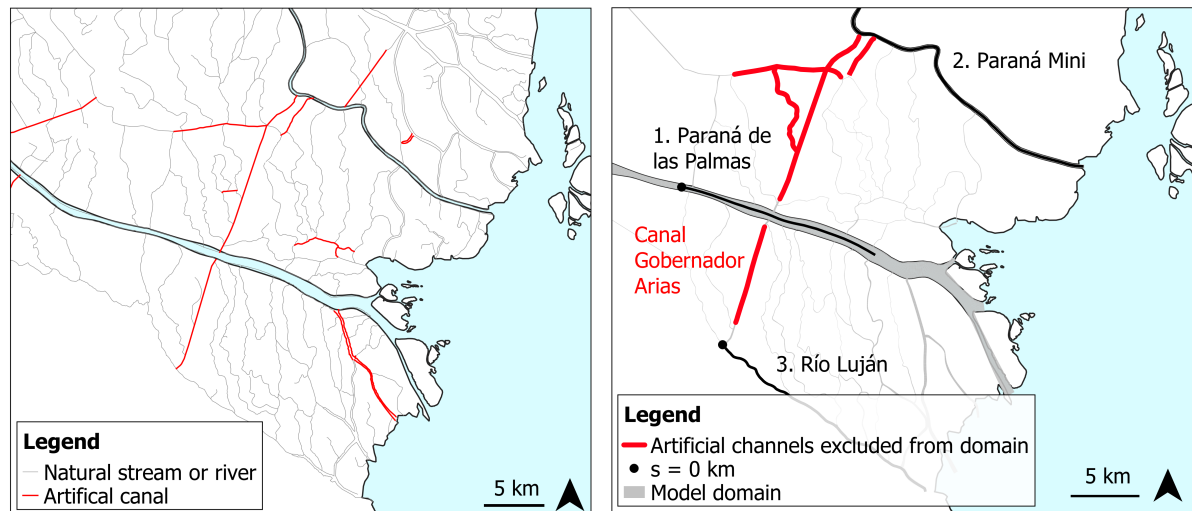 Legend
Natural stream or river
Artifical canal
5 km
2. Paraná Mini
1. Paraná de
las Palmas
Canal
Gobernador
Arias
3. Río Luján
Legend
Artificial channels excluded from domain
s = 0 km
Model domain
5 km